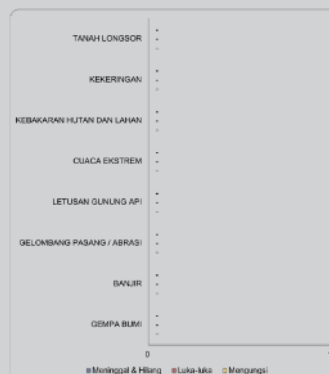 TANAH LONGSOR
KEKERINGAN
KEBAKARAN HUTAN DAN LAHAN
CUACA EKSTREM
LETUSAN GUNUNG API
GELOMBANG PASANG / ABRASI
BANJIR
GEMPA BUMI
0
Meninggal & Hilang Luka-luka Mengungsi